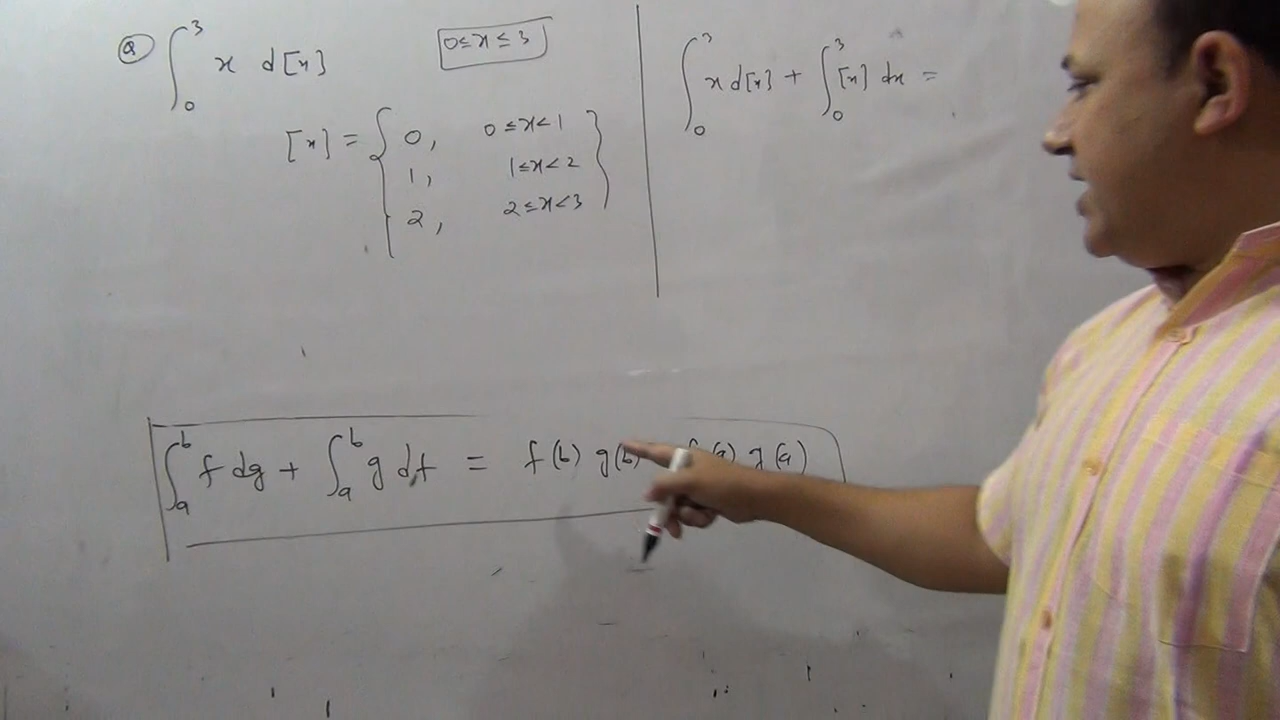 Q ∫₀³ x d[x]
0≤x≤3
[x] = { 0, 0≤x<1
1, 1≤x<2
2, 2≤x<3 }
∫₀³ x d[x] + ∫₀³ [x] dx =
∫ₐᵇ f dg + ∫ₐᵇ g df = f(b) g(b) (a) g(a)